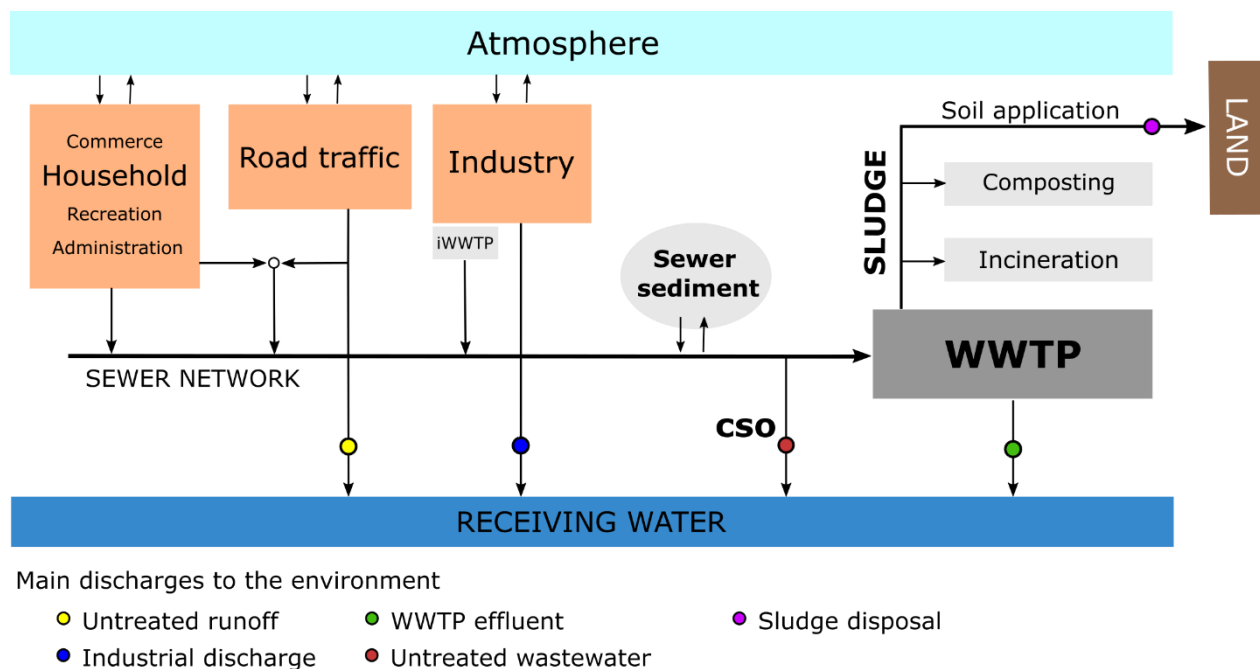 Atmosphere
Commerce
Household
Recreation
Administration
Road traffic
Industry
iWWTP
Sewer
sediment
Soil application
LAND
SLUDGE
Composting
Incineration
WWTP
SEWER NETWORK
CSO
RECEIVING WATER
Main discharges to the environment
Untreated runoff
WWTP effluent
Sludge disposal
Industrial discharge
Untreated wastewater